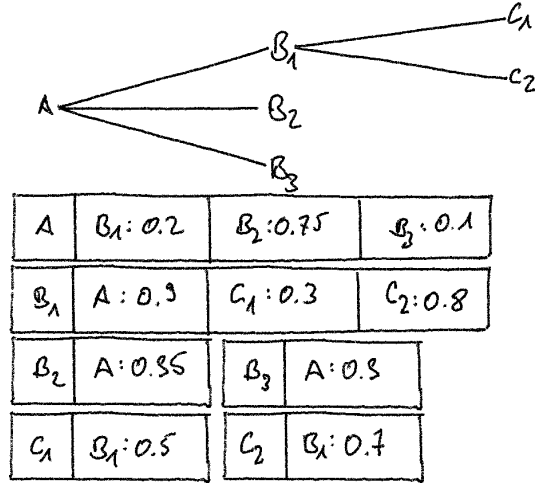 C1
B1
C2
A B2
B3
A B1:0.2 B2:0.75 B3:0.1
B1 A:0.9 C1:0.3 C2:0.8
B2 A:0.95 B3 A:0.9
C1 B1:0.5 C2 B1:0.7